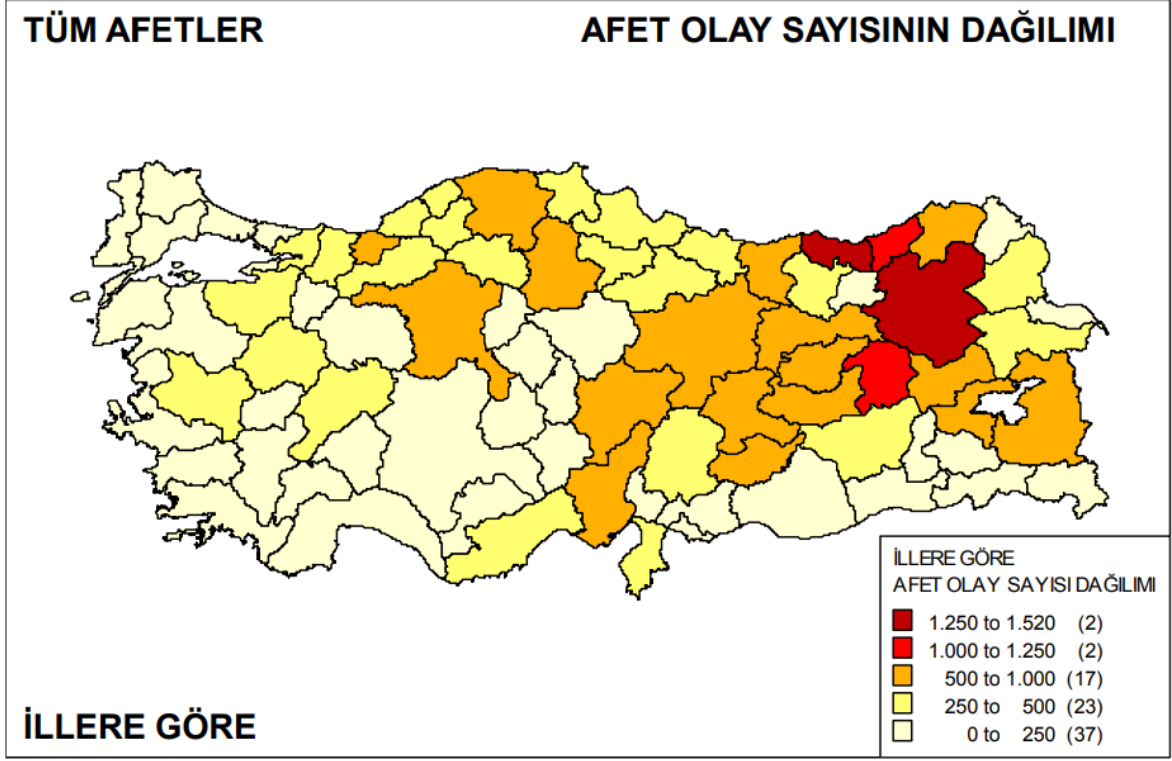 TÜM AFETLER
AFET OLAY SAYISININ DAĞILIMI
İLLERE GÖRE
AFET OLAY SAYISI DAĞILIMI
1.250 to 1.520 (2)
1.000 to 1.250 (2)
500 to 1.000 (17)
250 to 500 (23)
0 to 250 (37)
İLLERE GÖRE